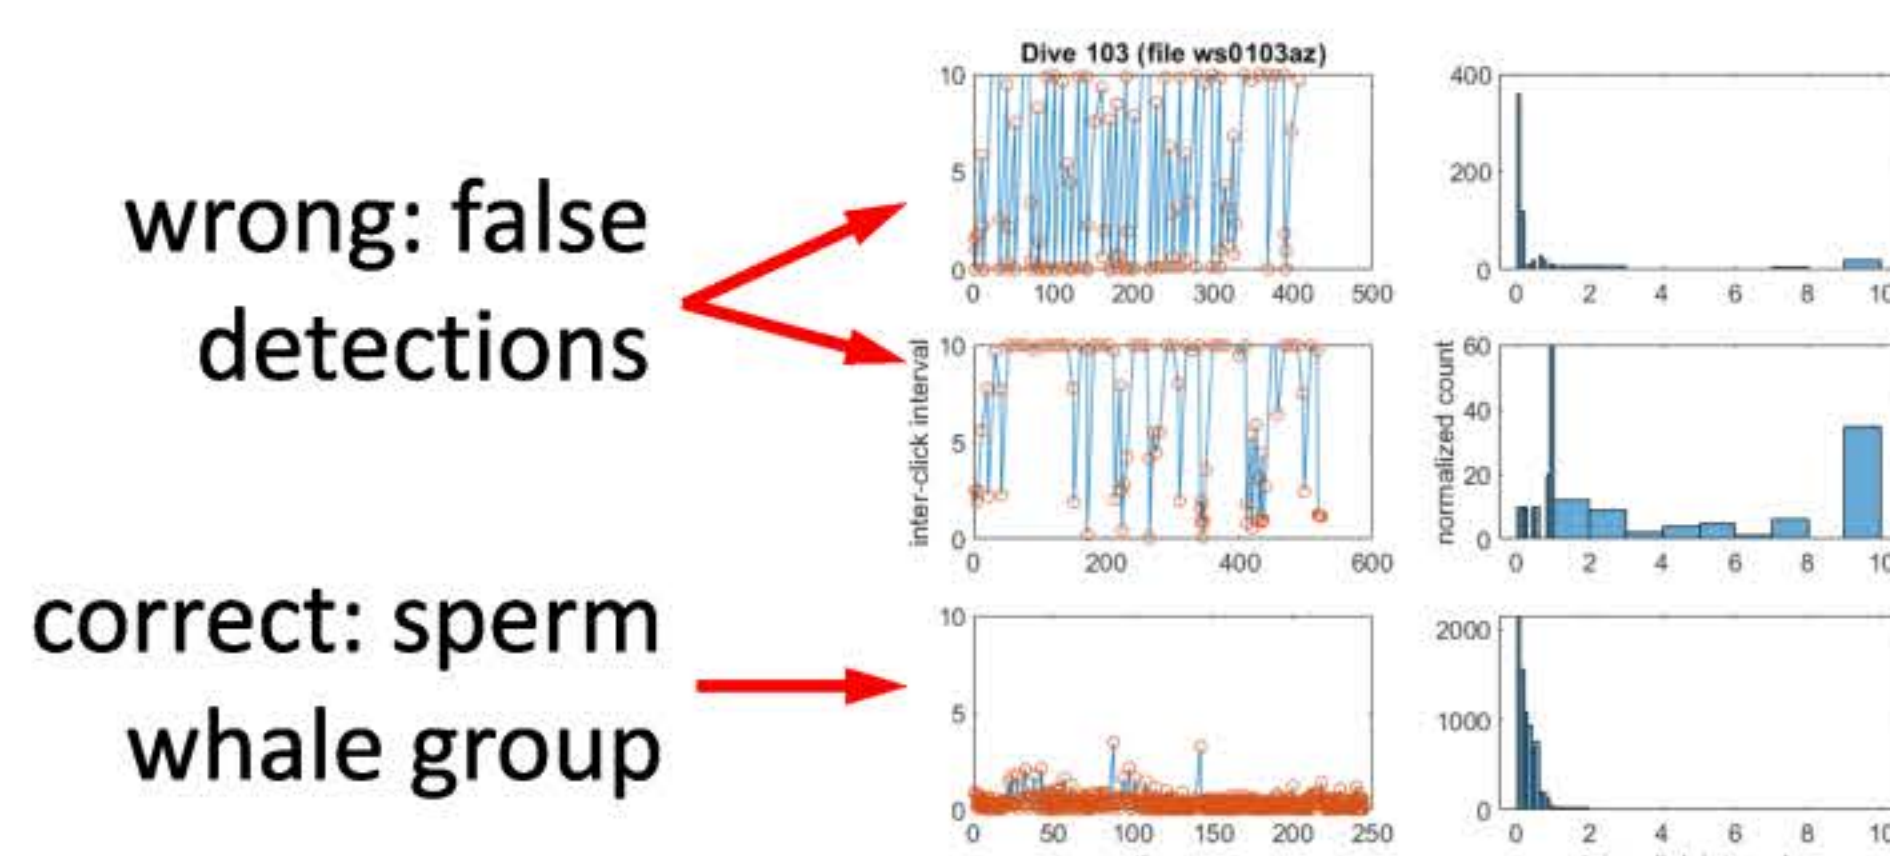 wrong: false
detections
correct: sperm
whale group
Dive 103 (file ws0103az)
10
5
0
0 100 200 300 400 500
400
200
0
0 2 4 6 8 10
inter-click interval
10
5
0
0 200 400 600
normalized count
60
40
20
0
0 2 4 6 8 10
10
5
0
0 50 100 150 200 250
2000
1000
0
0 2 4 6 8 10